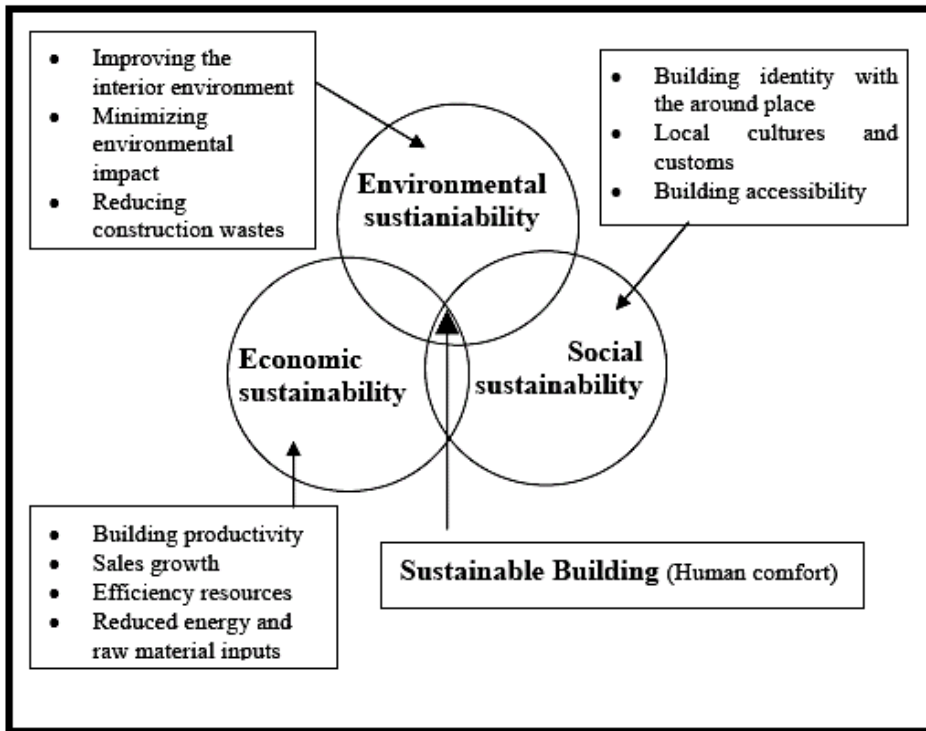 • Improving the
interior environment
• Minimizing
environmental
impact
• Reducing
construction wastes
• Building identity with
the around place
• Local cultures and
customs
• Building accessibility
Environmental
sustianiability
Economic
sustainability
Social
sustainability
• Building productivity
• Sales growth
• Efficiency resources
• Reduced energy and
raw material inputs
Sustainable Building (Human comfort)